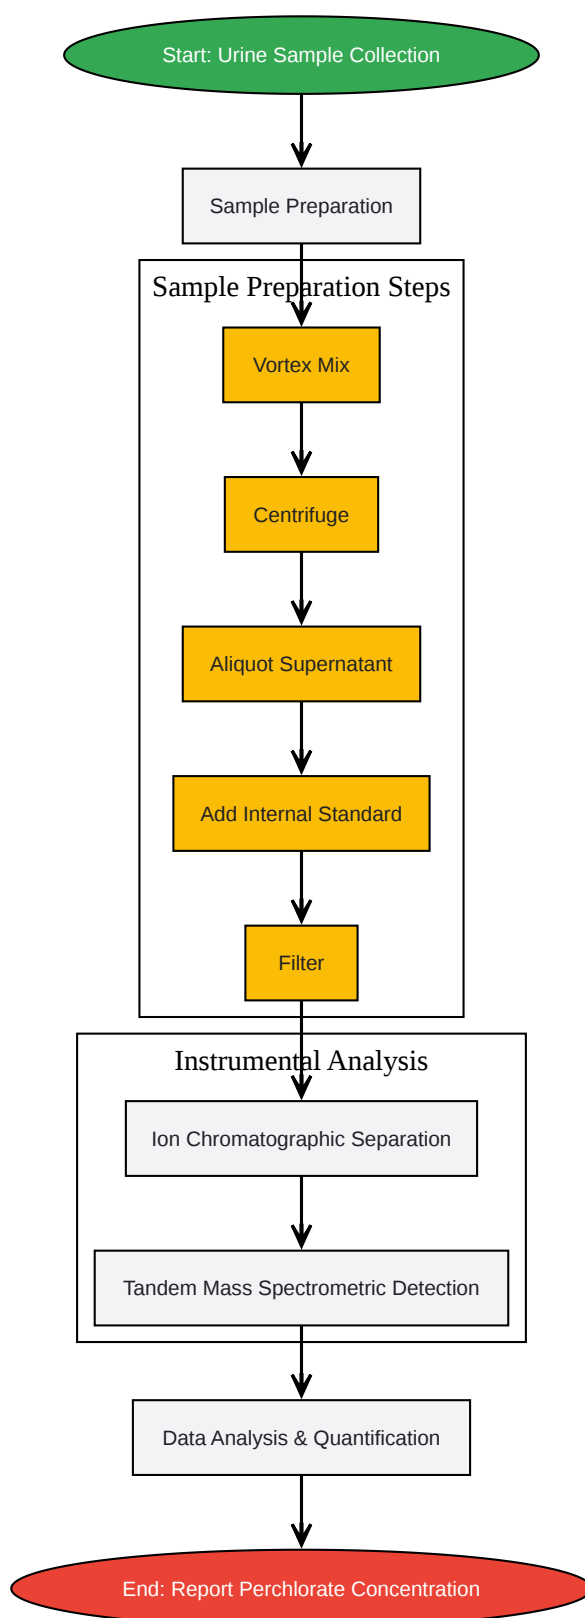 Start: Urine Sample Collection
Sample Preparation
Sample Preparation Steps
Vortex Mix
Centrifuge
Aliquot Supernatant
Add Internal Standard
Filter
Instrumental Analysis
Ion Chromatographic Separation
Tandem Mass Spectrometric Detection
Data Analysis & Quantification
End: Report Perchlorate Concentration